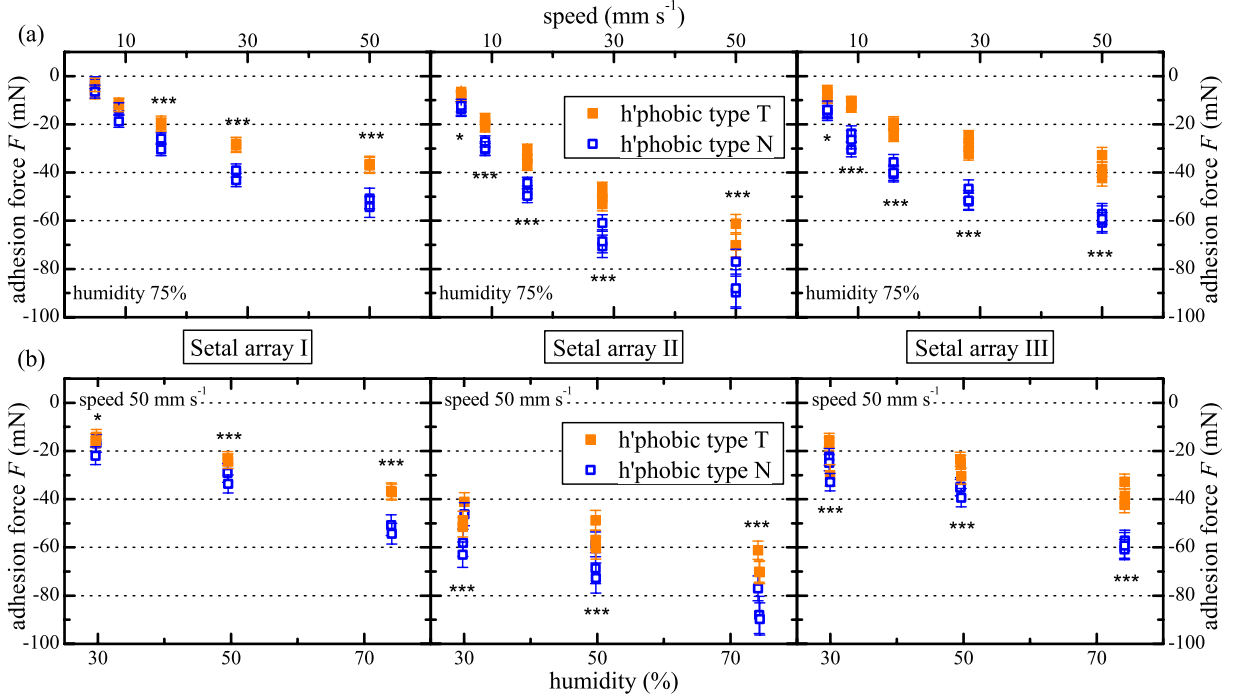 speed (mm s⁻¹)
(a)
10 30 50 10 30 50 10 30 50
adhesion force F (mN)
0
-20
-40
-60
-80
-100
*** *** ***
humidity 75%
h'phobic type T
h'phobic type N
* *** *** *** ***
humidity 75%
* *** *** *** ***
humidity 75%
0
-20
-40
-60
-80
-100
adhesion force F (mN)
Setal array I
Setal array II
Setal array III
(b)
adhesion force F (mN)
0
-20
-40
-60
-80
-100
speed 50 mm s⁻¹
* *** ***
speed 50 mm s⁻¹
h'phobic type T
h'phobic type N
*** *** ***
speed 50 mm s⁻¹
*** *** ***
0
-20
-40
-60
-80
-100
adhesion force F (mN)
30 50 70 30 50 70 30 50 70
humidity (%)